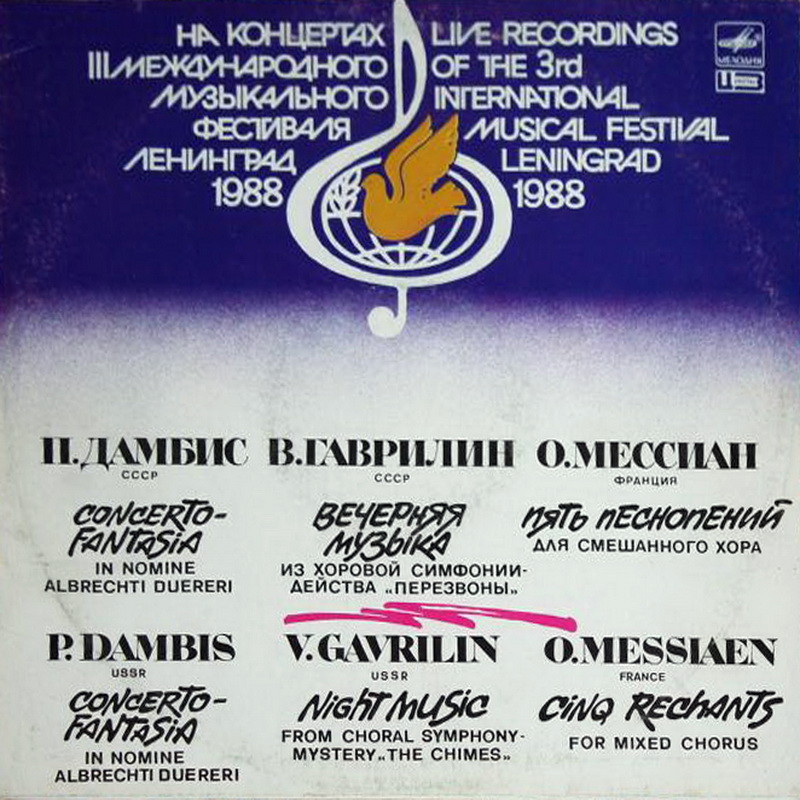 НА КОНЦЕРТАХ
III МЕЖДУНАРОДНОГО
МУЗЫКАЛЬНОГО
ФЕСТИВАЛЯ
ЛЕНИНГРАД
1988
LIVE RECORDINGS
OF THE 3rd
INTERNATIONAL
MUSICAL FESTIVAL
LENINGRAD
1988
МЕЛОДИЯ
П. ДАМБИС
СССР
CONCERTO-
FANTASIA
IN NOMINE
ALBRECHTI DUERERI
В. ГАВРИЛИН
СССР
ВЕЧЕРНЯЯ
МУЗЫКА
ИЗ ХОРОВОЙ СИМФОНИИ-
ДЕЙСТВА „ПЕРЕЗВОНЫ"
О. МЕССИАН
ФРАНЦИЯ
ПЯТЬ ПЕСНОПЕНИЙ
ДЛЯ СМЕШАННОГО ХОРА
P. DAMBIS
USSR
CONCERTO-
FANTASIA
IN NOMINE
ALBRECHTI DUERERI
V. GAVRILIN
USSR
NIGHT MUSIC
FROM CHORAL SYMPHONY-
MYSTERY „THE CHIMES"
O. MESSIAEN
FRANCE
CINQ RECHANTS
FOR MIXED CHORUS